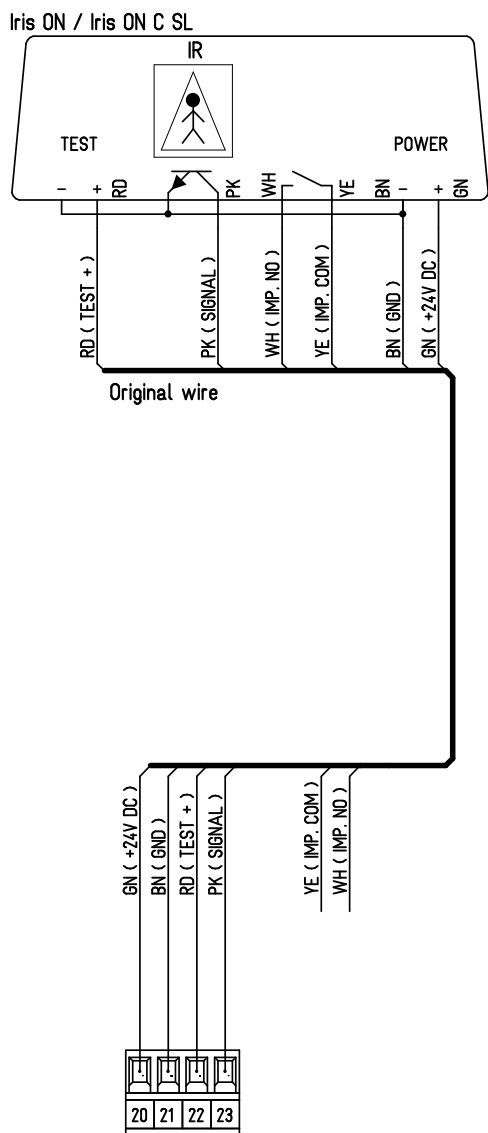 Iris ON / Iris ON C SL
IR
TEST
POWER
- + RD PK WH YE BN - + GN
RD ( TEST + )
PK ( SIGNAL )
WH ( IMP. NO )
YE ( IMP. COM )
BN ( GND )
GN ( +24V DC )
Original wire
GN ( +24V DC )
BN ( GND )
RD ( TEST + )
PK ( SIGNAL )
YE ( IMP. COM )
WH ( IMP. NO )
20 21 22 23